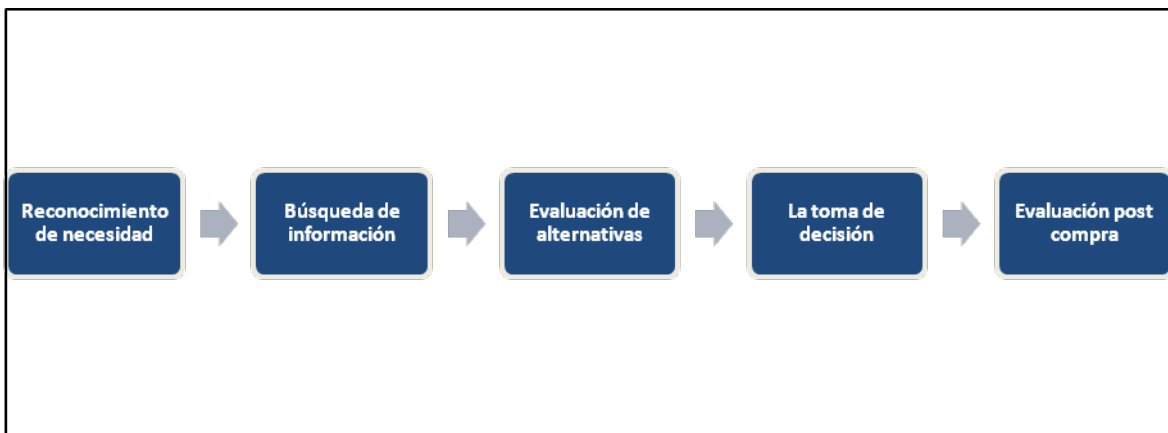 Reconocimiento
de necesidad
Búsqueda de
información
Evaluación de
alternativas
La toma de
decisión
Evaluación post
compra